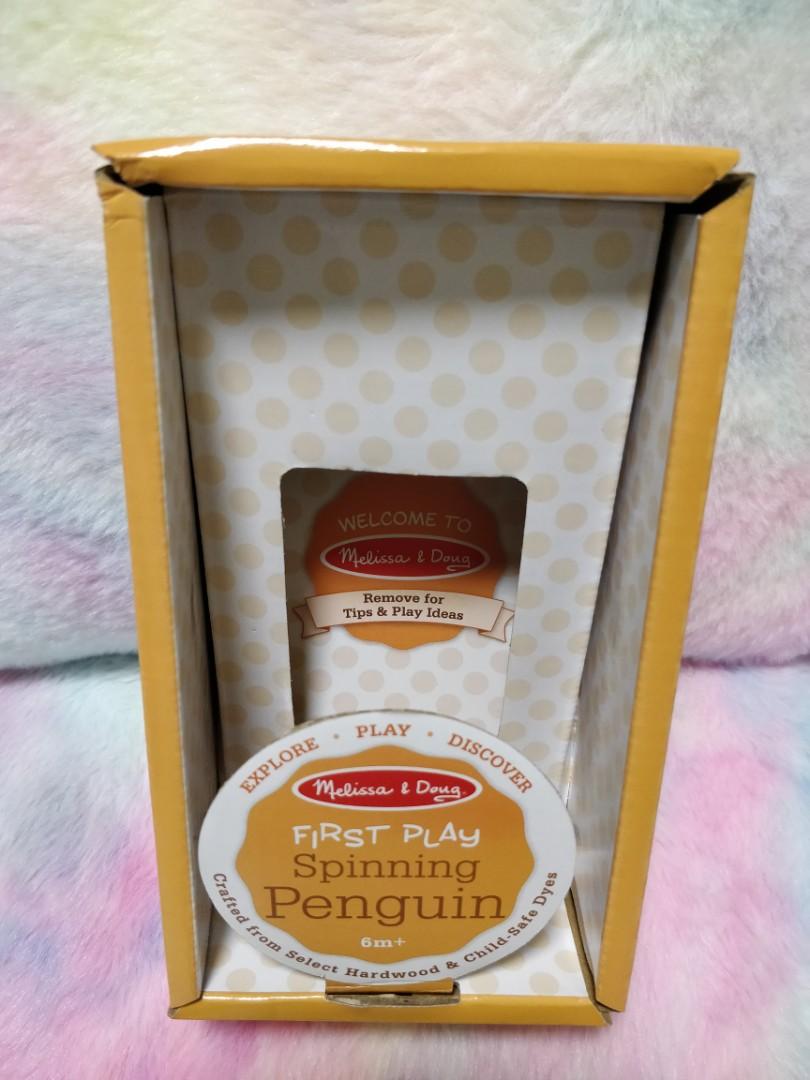 WELCOME TO
Melissa & Doug
Remove for
Tips & Play Ideas
EXPLORE • PLAY • DISCOVER
Melissa & Doug
FIRST PLAY
Spinning
Penguin
6m+
Crafted from Select Hardwood & Child-Safe Dyes